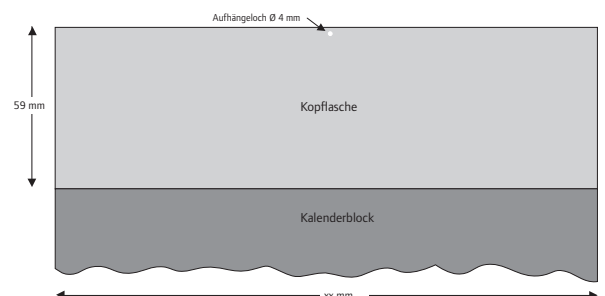 Aufhängeloch Ø 4 mm
59 mm
Kopflasche
Kalenderblock
xx mm